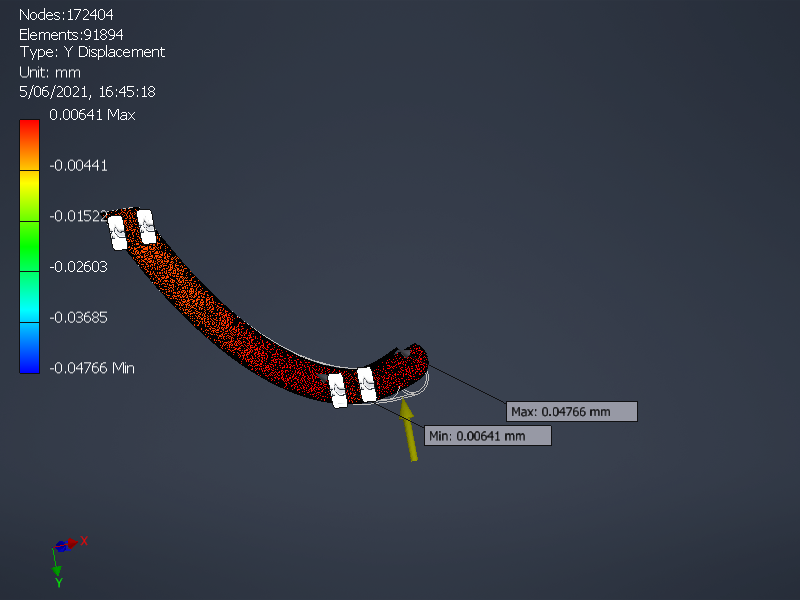 Nodes:172404
Elements:91894
Type: Y Displacement
Unit: mm
5/06/2021, 16:45:18
0.00641 Max
-0.00441
-0.01522
-0.02603
-0.03685
-0.04766 Min
Max: 0.04766 mm
Min: 0.00641 mm
X
Y